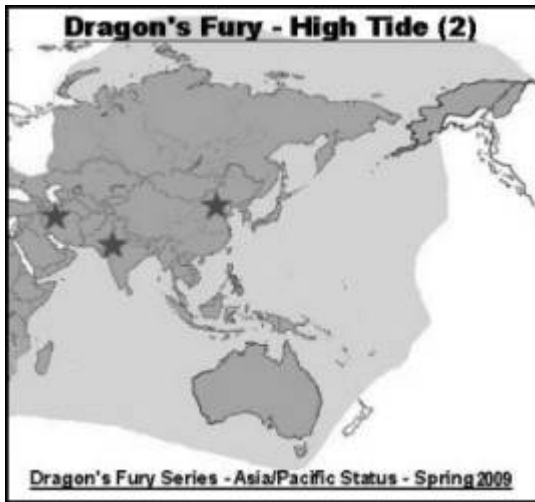 Dragon's Fury - High Tide (2)
Dragon's Fury Series - Asia/Pacific Status - Spring 2009